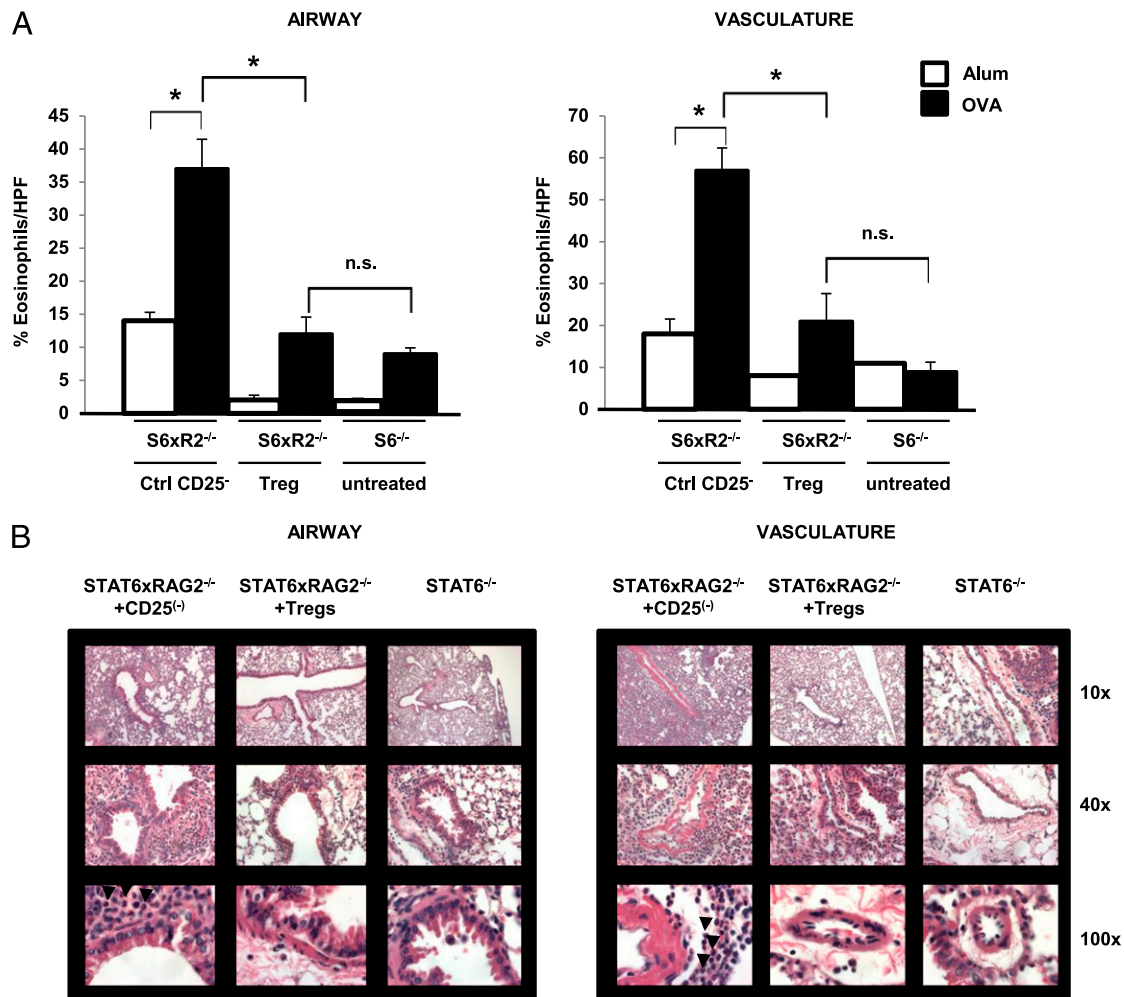 A
AIRWAY
VASCULATURE
Alum
OVA
*
*
n.s.
% Eosinophils/HPF
45
40
35
30
25
20
15
10
5
0
S6xR2-/-
S6xR2-/-
S6-/-
Ctrl CD25-
Treg
untreated
*
*
n.s.
% Eosinophils/HPF
70
60
50
40
30
20
10
0
S6xR2-/-
S6xR2-/-
S6-/-
Ctrl CD25-
Treg
untreated
B
AIRWAY
VASCULATURE
STAT6xRAG2-/-
+CD25(-)
STAT6xRAG2-/-
+Tregs
STAT6-/-
STAT6xRAG2-/-
+CD25(-)
STAT6xRAG2-/-
+Tregs
STAT6-/-
10x
40x
100x